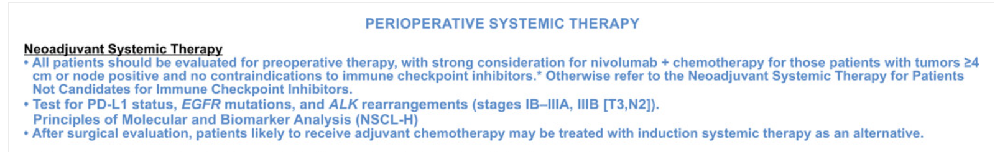 PERIOPERATIVE SYSTEMIC THERAPY
Neoadjuvant Systemic Therapy
• All patients should be evaluated for preoperative therapy, with strong consideration for nivolumab + chemotherapy for those patients with tumors ≥4
cm or node positive and no contraindications to immune checkpoint inhibitors.* Otherwise refer to the Neoadjuvant Systemic Therapy for Patients
Not Candidates for Immune Checkpoint Inhibitors.
• Test for PD-L1 status, EGFR mutations, and ALK rearrangements (stages IB–IIIA, IIIB [T3,N2]).
Principles of Molecular and Biomarker Analysis (NSCL-H)
• After surgical evaluation, patients likely to receive adjuvant chemotherapy may be treated with induction systemic therapy as an alternative.